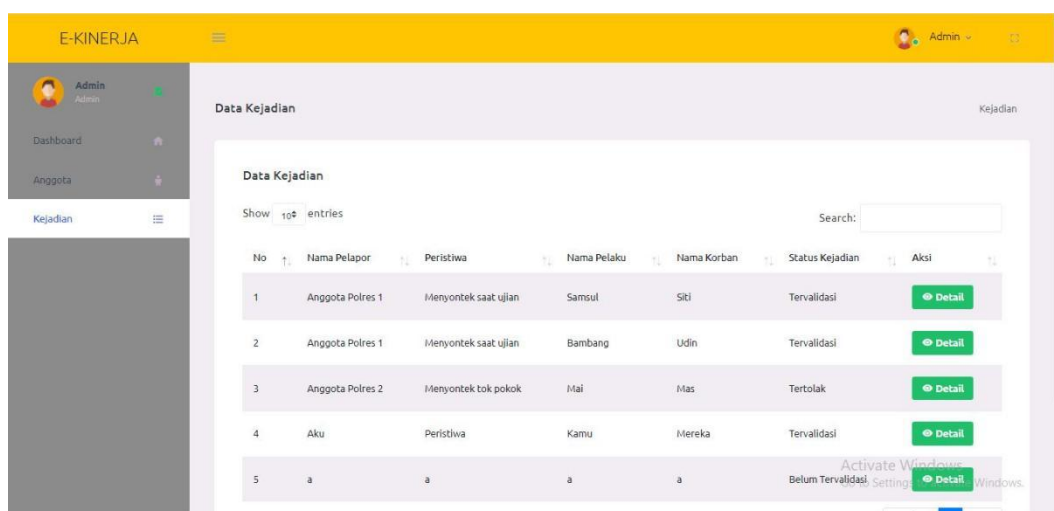 E-KINERJA
Admin
Admin
Admin
Dashboard
Anggota
Kejadian
Data Kejadian
Kejadian
Data Kejadian
Show 10 entries
Search:
No Nama Pelapor Peristiwa Nama Pelaku Nama Korban Status Kejadian Aksi
1 Anggota Polres 1 Menyontek saat ujian Samsul Siti Tervalidasi Detail
2 Anggota Polres 1 Menyontek saat ujian Bambang Udin Tervalidasi Detail
3 Anggota Polres 2 Menyontek tok pokok Mai Mas Tertolak Detail
4 Aku Peristiwa Kamu Mereka Tervalidasi Detail
5 a a a a Belum Tervalidasi Detail
Activate Windows
to Settings Windows.